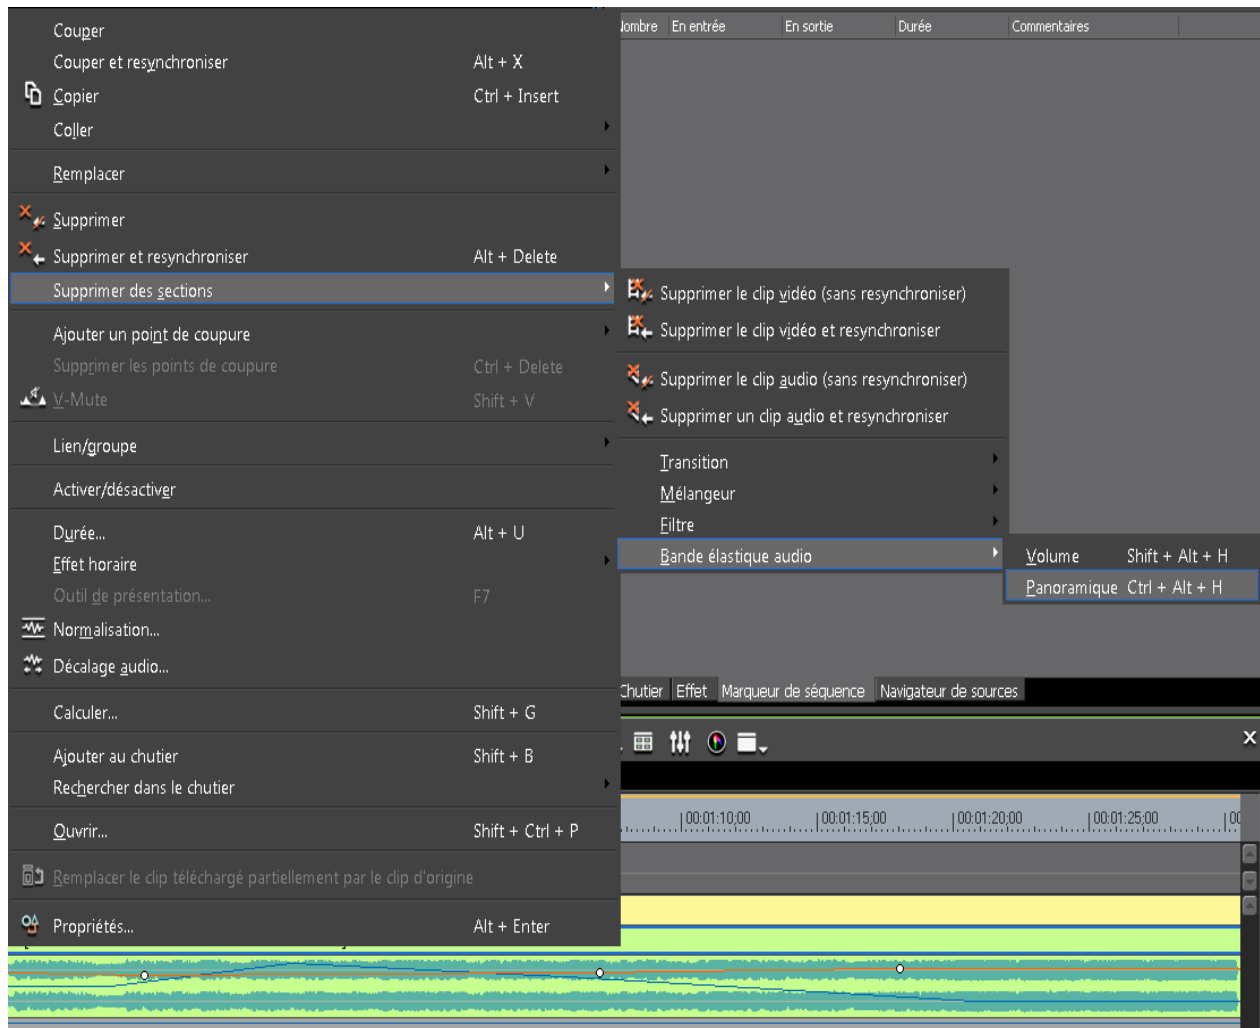 Nombre En entrée En sortie Durée Commentaires
Couper
Couper et resynchroniser Alt + X
Copier Ctrl + Insert
Coller
Remplacer
Supprimer
Supprimer et resynchroniser Alt + Delete
Supprimer des sections
Ajouter un point de coupure
Supprimer les points de coupure Ctrl + Delete
V-Mute Shift + V
Lien/groupe
Activer/désactiver
Durée... Alt + U
Effet horaire
Outil de présentation... F7
Normalisation...
Décalage audio...
Calculer... Shift + G
Ajouter au chutier Shift + B
Rechercher dans le chutier
Ouvrir... Shift + Ctrl + P
Remplacer le clip téléchargé partiellement par le clip d'origine
Propriétés... Alt + Enter
Supprimer le clip vidéo (sans resynchroniser)
Supprimer le clip vidéo et resynchroniser
Supprimer le clip audio (sans resynchroniser)
Supprimer un clip audio et resynchroniser
Transition
Mélangeur
Filtre
Bande élastique audio
Volume Shift + Alt + H
Panoramique Ctrl + Alt + H
Chutier Effet Marqueur de séquence Navigateur de sources
00:01:10;00 00:01:15;00 00:01:20;00 00:01:25;00 00